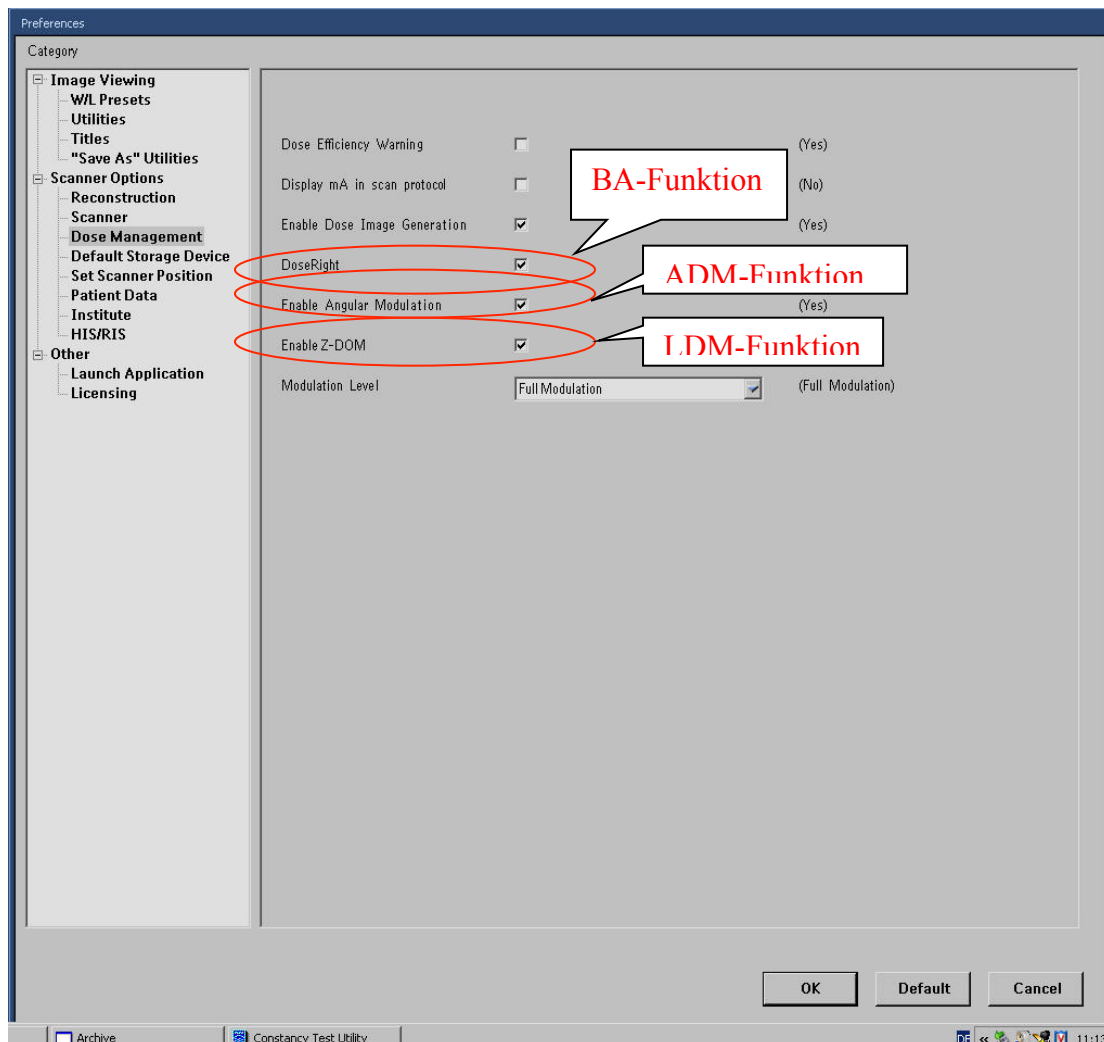 Preferences
Category
Image Viewing
W/L Presets
Utilities
Titles
"Save As" Utilities
Scanner Options
Reconstruction
Scanner
Dose Management
Default Storage Device
Set Scanner Position
Patient Data
Institute
HIS/RIS
Other
Launch Application
Licensing
Dose Efficiency Warning (Yes)
Display mA in scan protocol (No)
Enable Dose Image Generation (Yes)
DoseRight
Enable Angular Modulation (Yes)
Enable Z-DOM
Modulation Level Full Modulation (Full Modulation)
BA-Funktion
ADM-Funktion
LDM-Funktion
OK Default Cancel
Archive Constancy Test Utility DE « 11:13